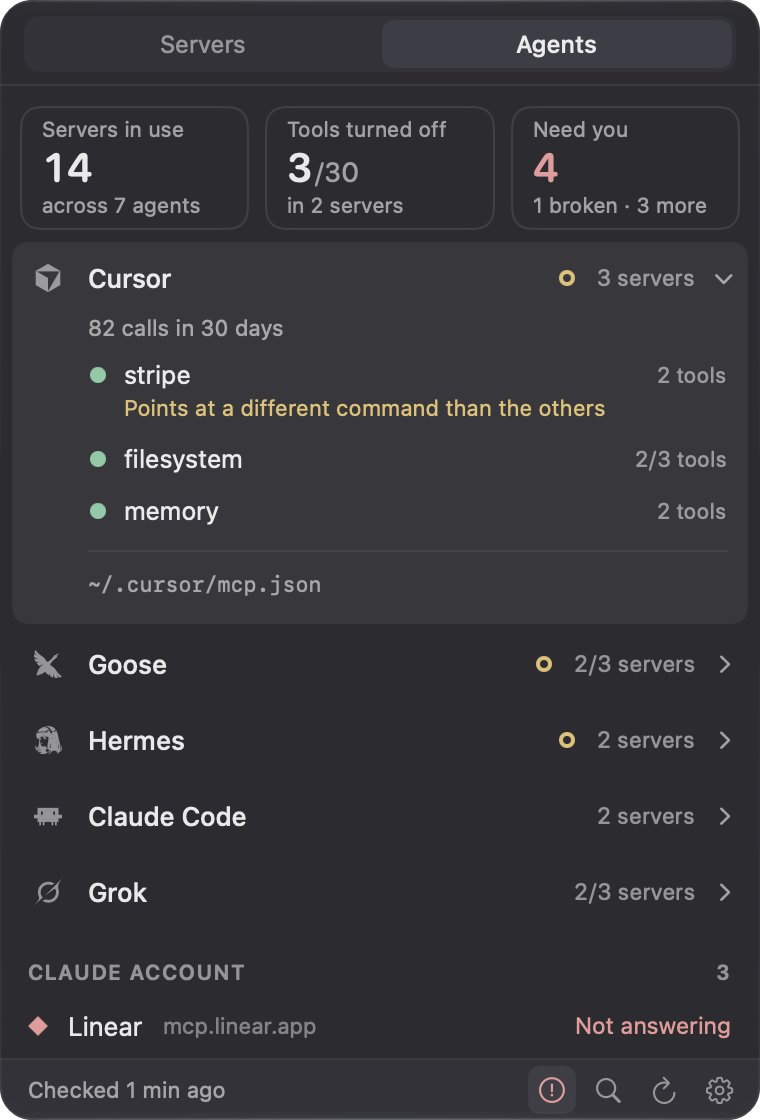 Servers
Agents
Servers in use
14
across 7 agents
Tools turned off
3/30
in 2 servers
Need you
4
1 broken · 3 more
Cursor
3 servers
82 calls in 30 days
stripe
2 tools
Points at a different command than the others
filesystem
2/3 tools
memory
2 tools
~/.cursor/mcp.json
Goose
2/3 servers
Hermes
2 servers
Claude Code
2 servers
Grok
2/3 servers
CLAUDE ACCOUNT
3
Linear mcp.linear.app
Not answering
Checked 1 min ago